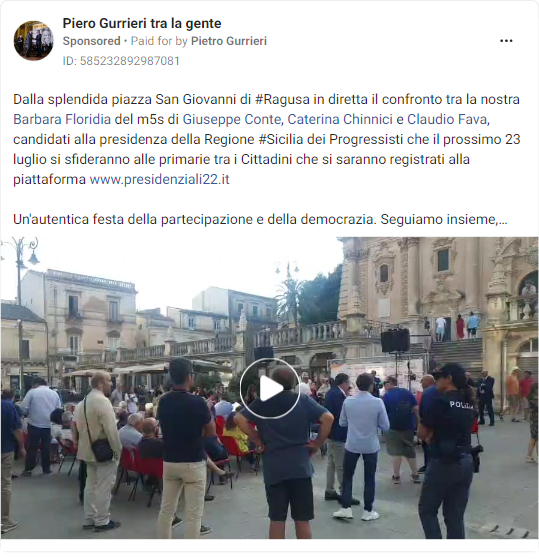 Piero Gurrieri tra la gente
Sponsored • Paid for by Pietro Gurrieri
ID: 585232892987081
Dalla splendida piazza San Giovanni di #Ragusa in diretta il confronto tra la nostra
Barbara Floridia del m5s di Giuseppe Conte, Caterina Chinnici e Claudio Fava,
candidati alla presidenza della Regione #Sicilia dei Progressisti che il prossimo 23
luglio si sfideranno alle primarie tra i Cittadini che si saranno registrati alla
piattaforma www.presidenziali22.it
Un'autentica festa della partecipazione e della democrazia. Seguiamo insieme,...
POLIZIA